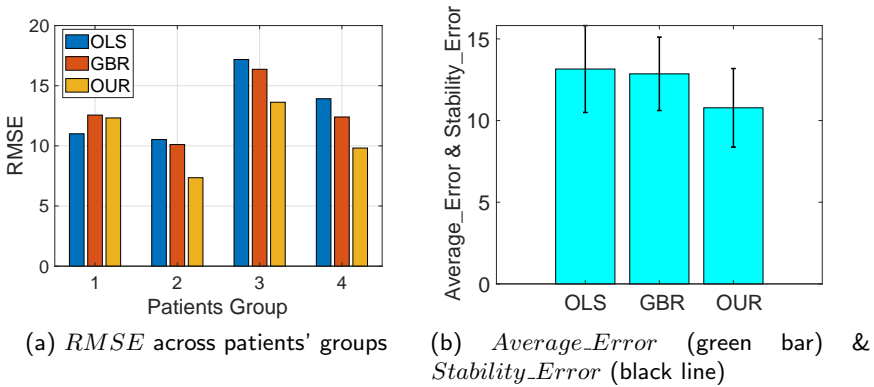 20
15
10
5
0
RMSE
OLS
GBR
OUR
1 2 3 4
Patients Group
(a) RMSE across patients' groups
15
10
5
0
Average_Error & Stability_Error
OLS GBR OUR
(b) Average_Error (green bar) &
Stability_Error (black line)